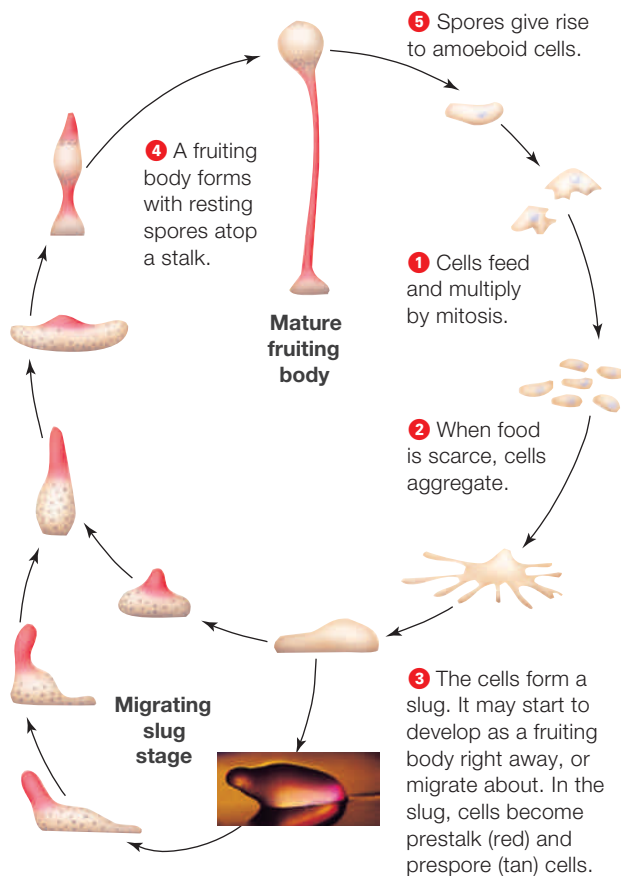 5 Spores give rise
to amoeboid cells.
4 A fruiting
body forms
with resting
spores atop
a stalk.
1 Cells feed
and multiply
by mitosis.
Mature
fruiting
body
2 When food
is scarce, cells
aggregate.
3 The cells form a
slug. It may start to
develop as a fruiting
body right away, or
migrate about. In the
slug, cells become
prestalk (red) and
prespore (tan) cells.
Migrating
slug
stage